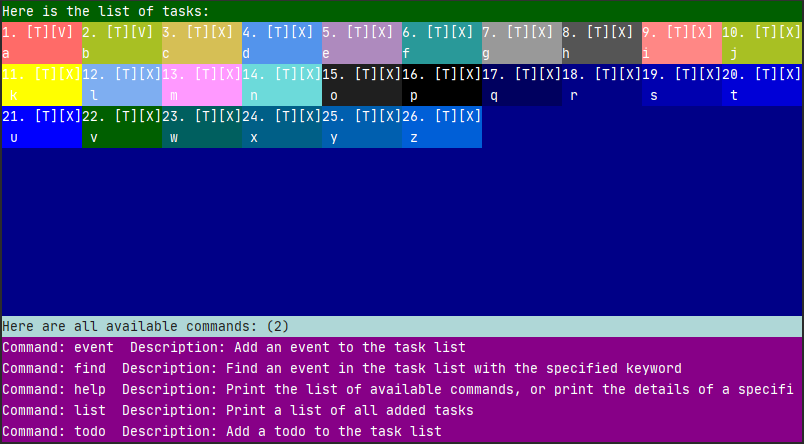 Here is the list of tasks:
1. [T][V] 2. [T][V] 3. [T][X] 4. [T][X] 5. [T][X] 6. [T][X] 7. [T][X] 8. [T][X] 9. [T][X] 10. [T][X]
a b c d e f g h i j
11. [T][X] 12. [T][X] 13. [T][X] 14. [T][X] 15. [T][X] 16. [T][X] 17. [T][X] 18. [T][X] 19. [T][X] 20. [T][X]
k l m n o p q r s t
21. [T][X] 22. [T][X] 23. [T][X] 24. [T][X] 25. [T][X] 26. [T][X]
u v w x y z
Here are all available commands: (2)
Command: event  Description: Add an event to the task list
Command: find  Description: Find an event in the task list with the specified keyword
Command: help  Description: Print the list of available commands, or print the details of a specifi
Command: list  Description: Print a list of all added tasks
Command: todo  Description: Add a todo to the task list